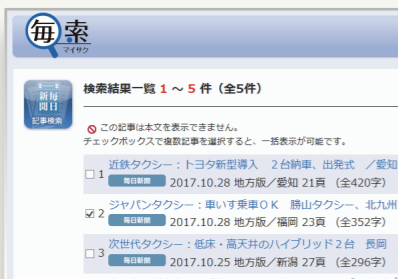 毎索
マイサク
毎日新聞
記事検索
検索結果一覧 1 ～ 5 件（全5件）
この記事は本文を表示できません。
チェックボックスで複数記事を選択すると、一括表示が可能です。
1 近鉄タクシー：トヨタ新型導入　２台納車、出発式　／愛知
毎日新聞 2017.10.28 地方版／愛知 21頁 （全420字）
2 ジャパンタクシー：車いす乗車ＯＫ　勝山タクシー、北九州
毎日新聞 2017.10.28 地方版／福岡 23頁 （全352字）
3 次世代タクシー：低床・高天井のハイブリッド２台　長岡
毎日新聞 2017.10.25 地方版／新潟 27頁 （全296字）